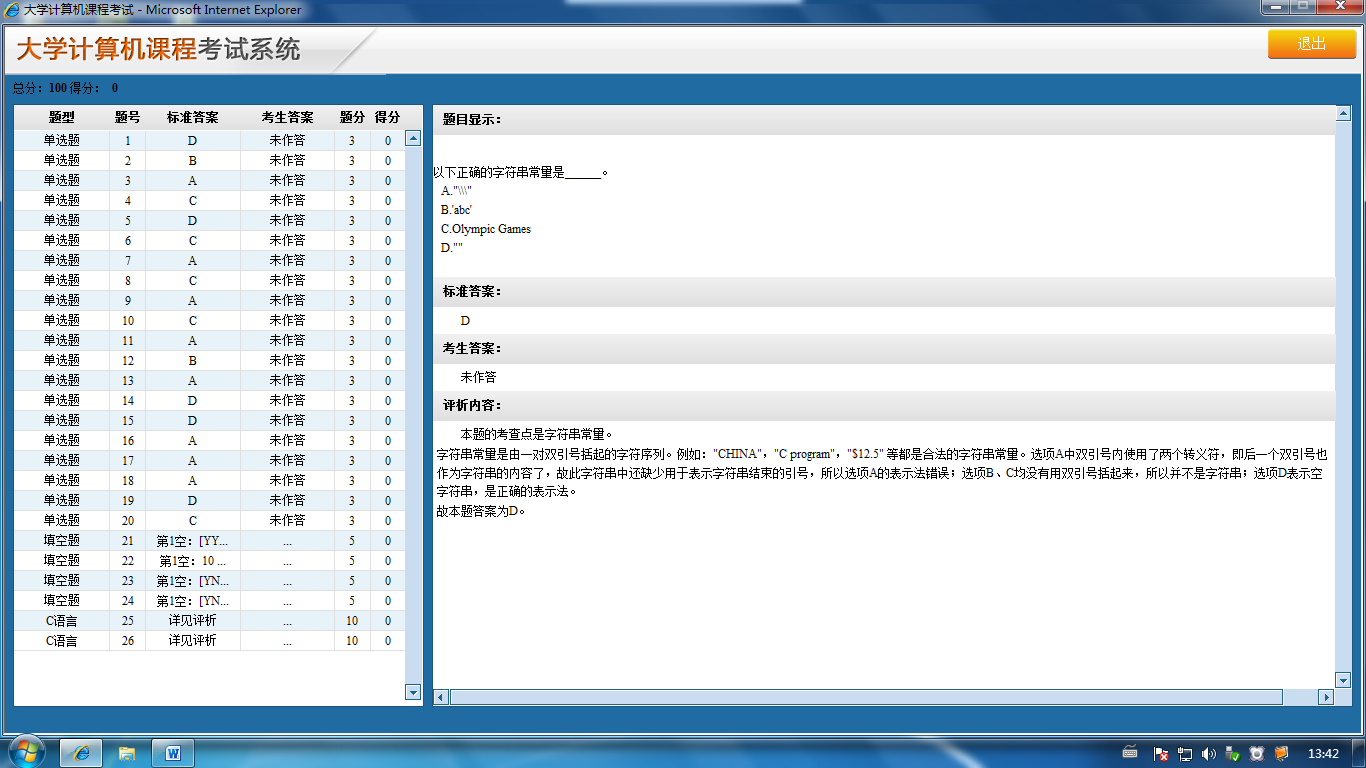 大学计算机课程考试 - Microsoft Internet Explorer
大学计算机课程考试系统
退出
总分：100 得分： 0
题型 题号 标准答案 考生答案 题分 得分
单选题 1 D 未作答 3 0
单选题 2 B 未作答 3 0
单选题 3 A 未作答 3 0
单选题 4 C 未作答 3 0
单选题 5 D 未作答 3 0
单选题 6 C 未作答 3 0
单选题 7 A 未作答 3 0
单选题 8 C 未作答 3 0
单选题 9 A 未作答 3 0
单选题 10 C 未作答 3 0
单选题 11 A 未作答 3 0
单选题 12 B 未作答 3 0
单选题 13 A 未作答 3 0
单选题 14 D 未作答 3 0
单选题 15 D 未作答 3 0
单选题 16 A 未作答 3 0
单选题 17 A 未作答 3 0
单选题 18 A 未作答 3 0
单选题 19 D 未作答 3 0
单选题 20 C 未作答 3 0
填空题 21 第1空：[YY... ... 5 0
填空题 22 第1空：10 ... ... 5 0
填空题 23 第1空：[YN... ... 5 0
填空题 24 第1空：[YN... ... 5 0
C语言 25 详见评析 ... 10 0
C语言 26 详见评析 ... 10 0
题目显示：
以下正确的字符串常量是______。
A."\\\"
B.'abc'
C.Olympic Games
D.""
标准答案：
D
考生答案：
未作答
评析内容：
本题的考查点是字符串常量。
字符串常量是由一对双引号括起的字符序列。例如："CHINA"，"C program"，"$12.5" 等都是合法的字符串常量。选项A中双引号内使用了两个转义符，即后一个双引号也
作为字符串的内容了，故此字符串中还缺少用于表示字符串结束的引号，所以选项A的表示法错误；选项B、C均没有用双引号括起来，所以并不是字符串；选项D表示空
字符串，是正确的表示法。
故本题答案为D。
13:42